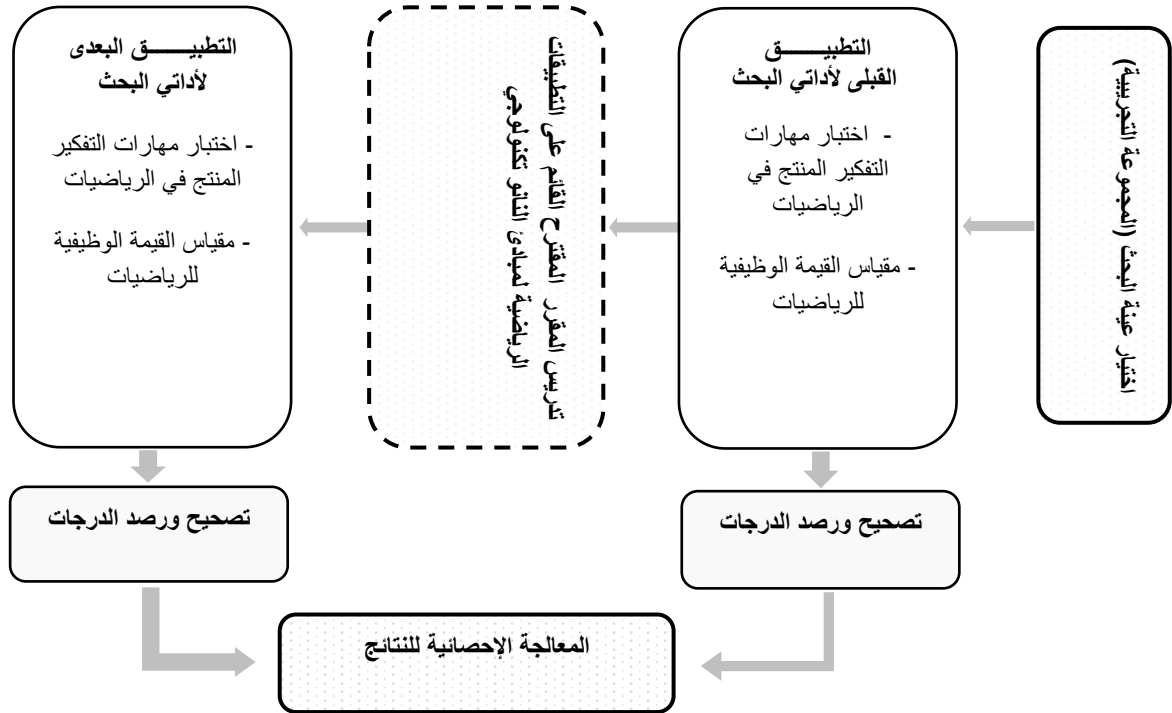 اختيار عينة البحث (المجموعة التجريبية)
التطبيـــــــق
القبلى لأداتي البحث
- اختبار مهارات
التفكير المنتج في
الرياضيات
- مقياس القيمة الوظيفية
للرياضيات
تدريس المقرر المقترح القائم على التطبيقات
الرياضية لمبادئ النانو تكنولوجي
التطبيـــــــق البعدى
لأداتي البحث
- اختبار مهارات التفكير
المنتج في الرياضيات
- مقياس القيمة الوظيفية
للرياضيات
تصحيح ورصد الدرجات
تصحيح ورصد الدرجات
المعالجة الإحصائية للنتائج